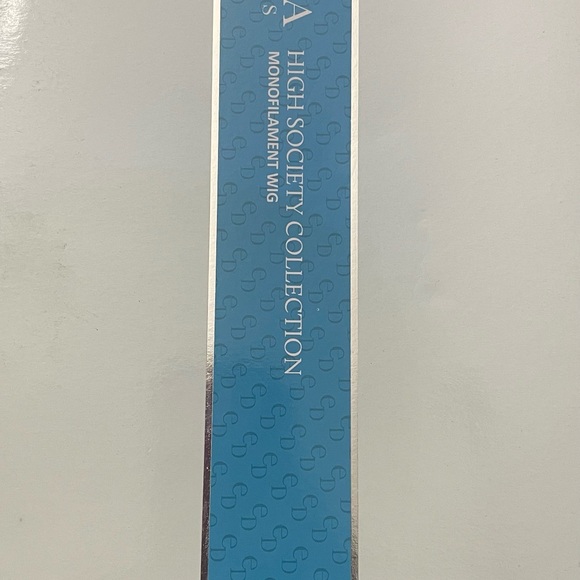 A
S
HIGH SOCIETY COLLECTION
MONOFILAMENT WIG